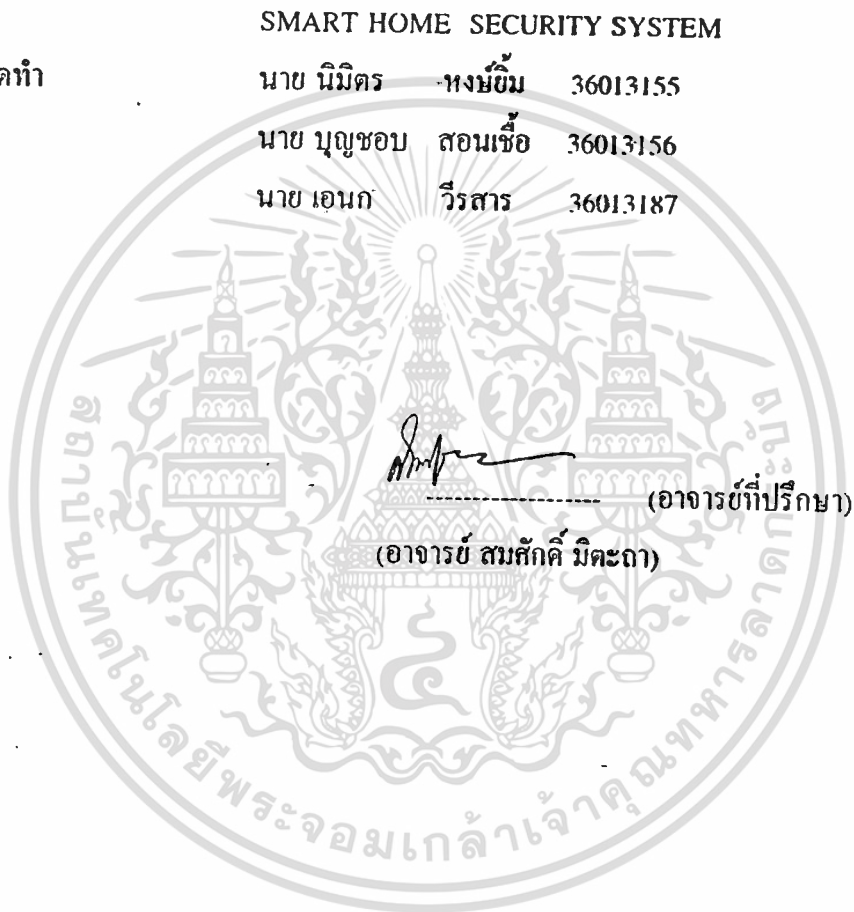 SMART HOME SECURITY SYSTEM
ดทำ นาย นิมิตร หงษ์ยิ้ม 36013155
นาย บุญชอบ สอนเชื้อ 36013156
นาย เอนก วีรสาร 36013187
(อาจารย์ที่ปรึกษา)
(อาจารย์ สมศักดิ์ มิตะถา)
สถาบันเทคโนโลยีพระจอมเกล้าเจ้าคุณทหารลาดกระบัง